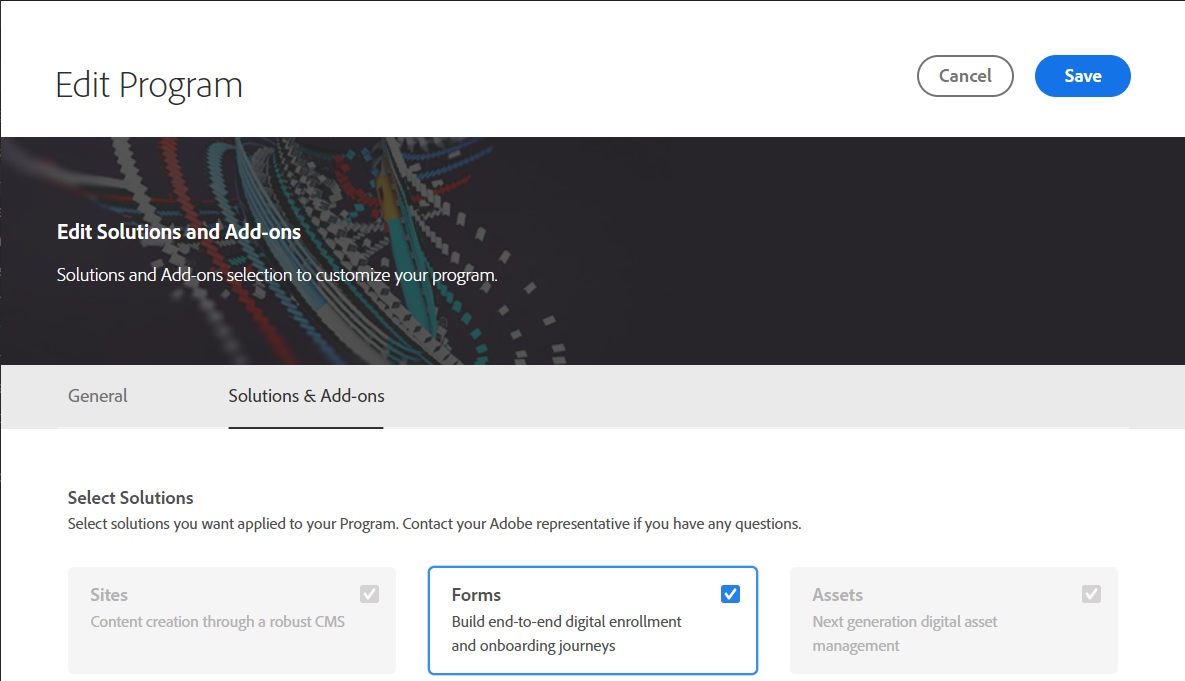 Edit Program
Cancel
Save
Edit Solutions and Add-ons
Solutions and Add-ons selection to customize your program.
General
Solutions & Add-ons
Select Solutions
Select solutions you want applied to your Program. Contact your Adobe representative if you have any questions.
Sites
Content creation through a robust CMS
Forms
Build end-to-end digital enrollment
and onboarding journeys
Assets
Next generation digital asset
management